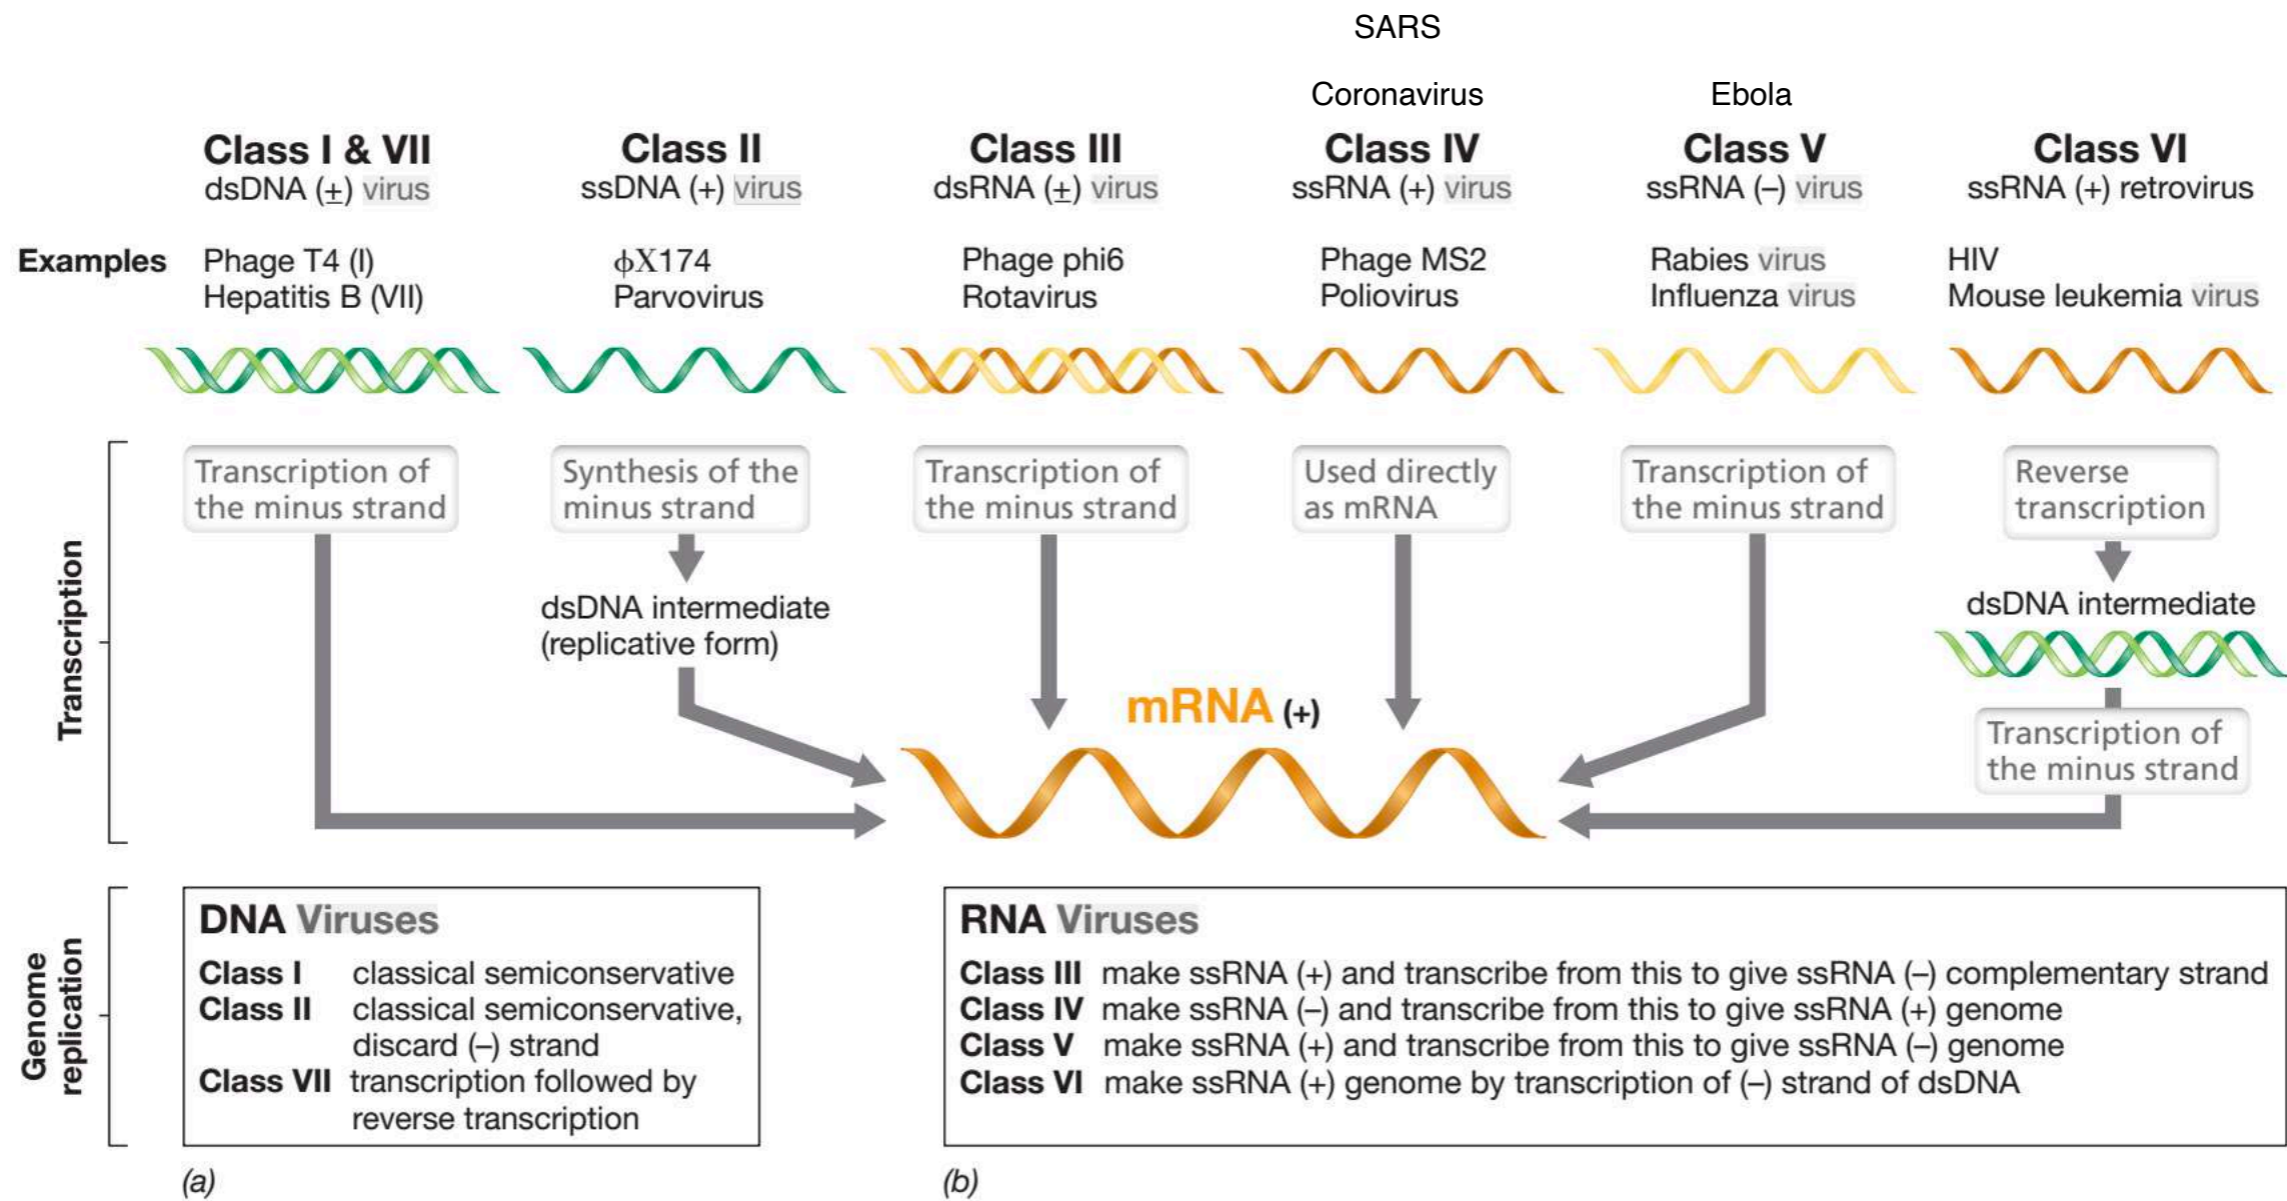 SARS
Coronavirus
Ebola
Class I & VII
dsDNA (±) virus
Class II
ssDNA (+) virus
Class III
dsRNA (±) virus
Class IV
ssRNA (+) virus
Class V
ssRNA (–) virus
Class VI
ssRNA (+) retrovirus
Examples
Phage T4 (I)
Hepatitis B (VII)
ϕX174
Parvovirus
Phage phi6
Rotavirus
Phage MS2
Poliovirus
Rabies virus
Influenza virus
HIV
Mouse leukemia virus
Transcription
Transcription of
the minus strand
Synthesis of the
minus strand
dsDNA intermediate
(replicative form)
Transcription of
the minus strand
Used directly
as mRNA
Transcription of
the minus strand
Reverse
transcription
dsDNA intermediate
Transcription of
the minus strand
mRNA (+)
Genome
replication
DNA Viruses
Class I classical semiconservative
Class II classical semiconservative,
discard (–) strand
Class VII transcription followed by
reverse transcription
(a)
RNA Viruses
Class III make ssRNA (+) and transcribe from this to give ssRNA (–) complementary strand
Class IV make ssRNA (–) and transcribe from this to give ssRNA (+) genome
Class V make ssRNA (+) and transcribe from this to give ssRNA (–) genome
Class VI make ssRNA (+) genome by transcription of (–) strand of dsDNA
(b)